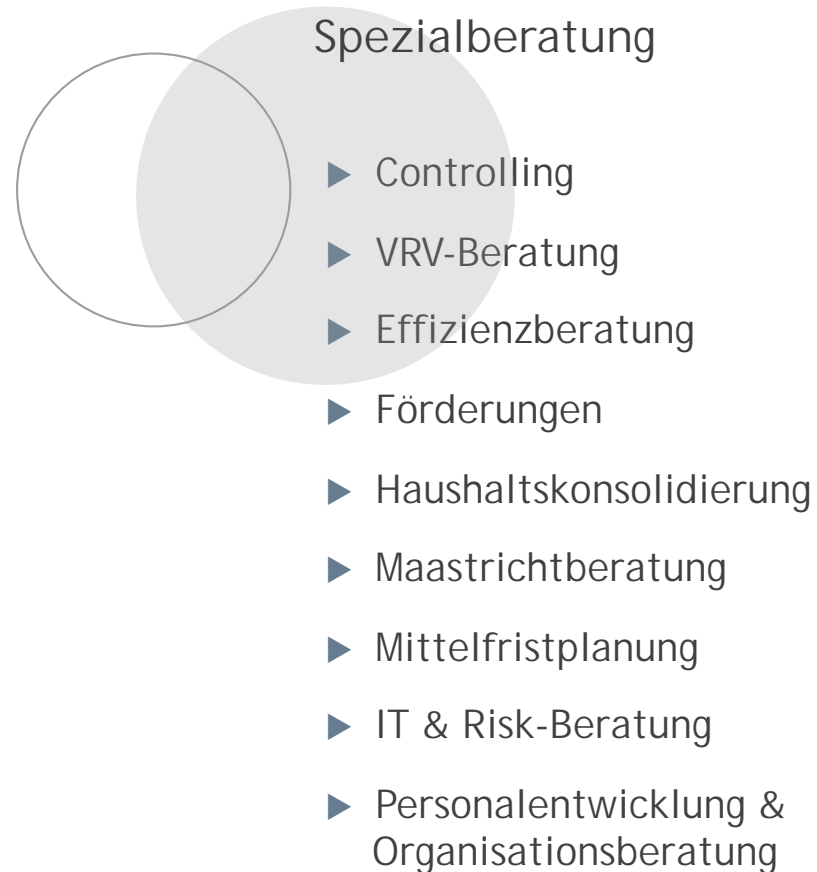 Spezialberatung
Controlling
VRV-Beratung
Effizienzberatung
Förderungen
Haushaltskonsolidierung
Maastrichtberatung
Mittelfristplanung
IT & Risk-Beratung
Personalentwicklung &
Organisationsberatung